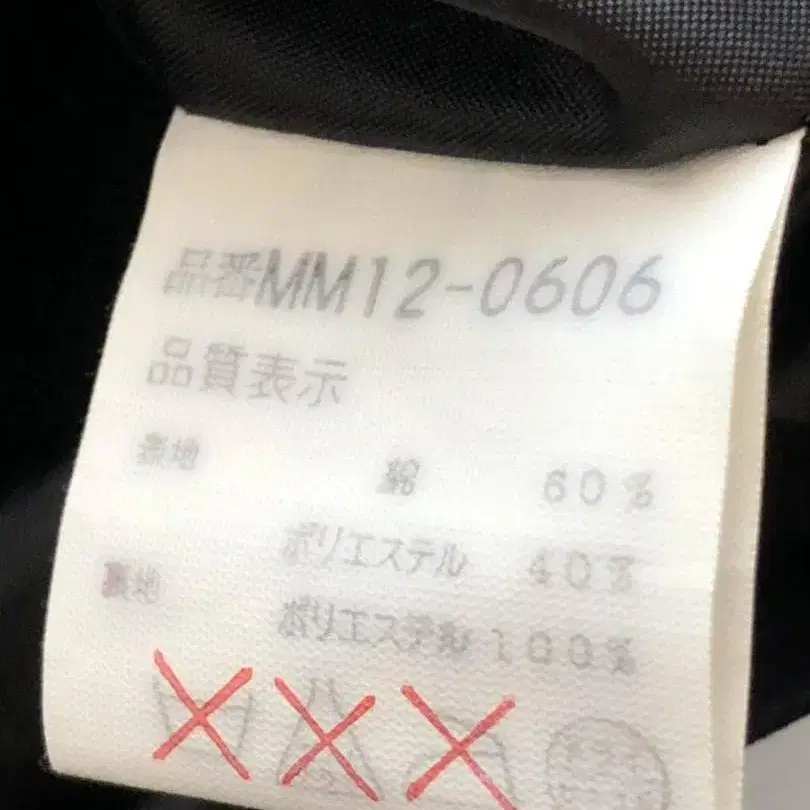 品番MM12-0606
品質表示
表地 綿 60%
ポリエステル 40%
裏地
ポリエステル 100%